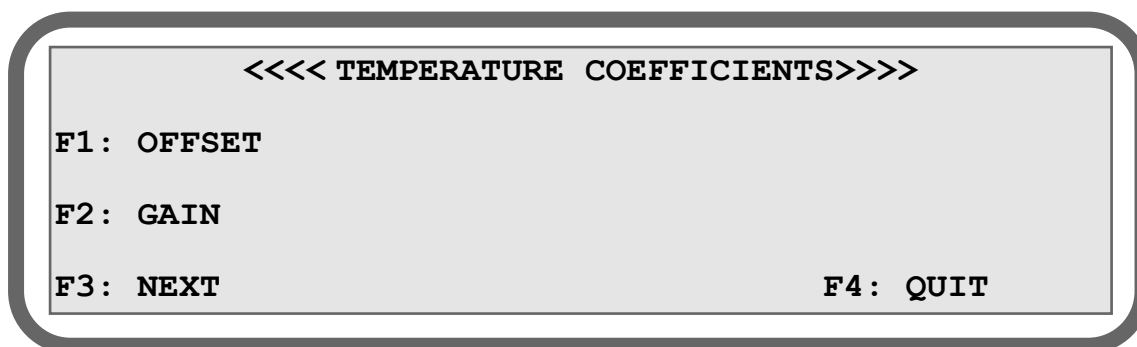 <<<< TEMPERATURE COEFFICIENTS>>>>
F1: OFFSET
F2: GAIN
F3: NEXT F4: QUIT